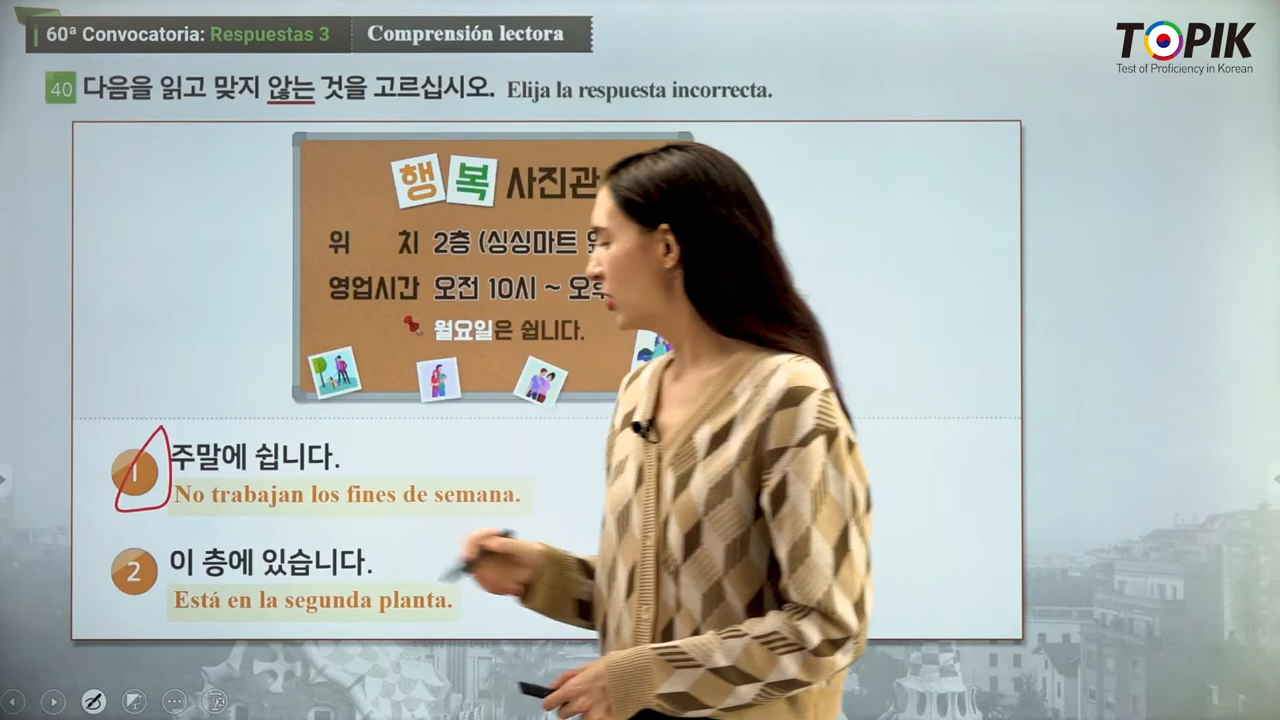 60ª Convocatoria: Respuestas 3 Comprensión lectora
TOPIK
Test of Proficiency in Korean
40 다음을 읽고 맞지 않는 것을 고르십시오. Elija la respuesta incorrecta.
행복 사진관
위 치 2층 (싱싱마트
영업시간 오전 10시 ~
월요일은 쉽니다.
1 주말에 쉽니다.
No trabajan los fines de semana.
2 이 층에 있습니다.
Está en la segunda planta.